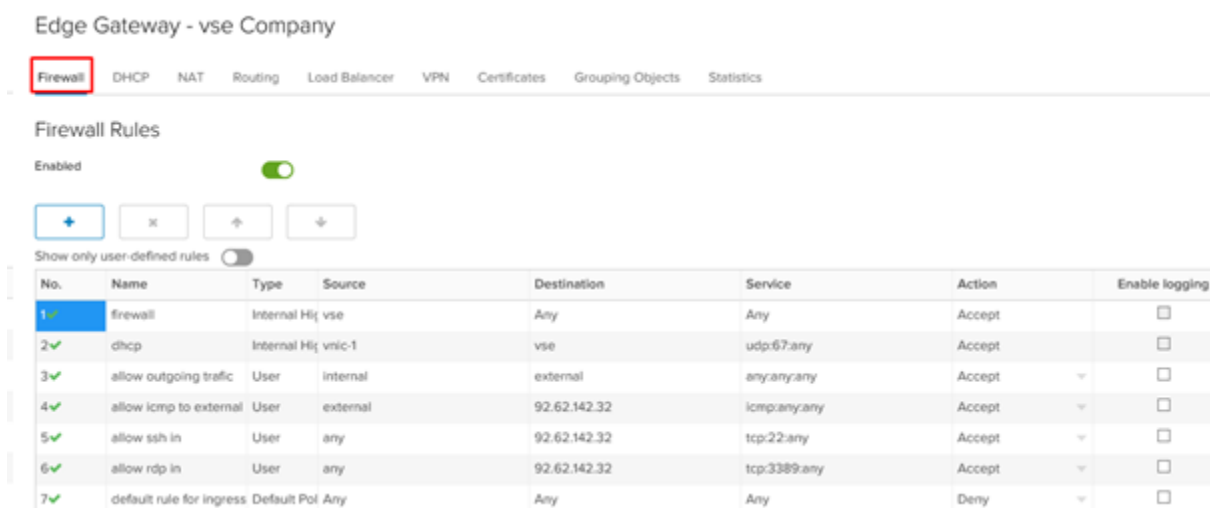 Edge Gateway - vse Company
Firewall DHCP NAT Routing Load Balancer VPN Certificates Grouping Objects Statistics
Firewall Rules
Enabled
Show only user-defined rules
No. Name Type Source Destination Service Action Enable logging
1 firewall Internal Hig vse Any Any Accept
2 dhcp Internal Hig vnic-1 vse udp:67:any Accept
3 allow outgoing trafic User internal external any:any:any Accept
4 allow icmp to external User external 92.62.142.32 icmp:any:any Accept
5 allow ssh in User any 92.62.142.32 tcp:22:any Accept
6 allow rdp in User any 92.62.142.32 tcp:3389:any Accept
7 default rule for ingress Default Pol Any Any Any Deny